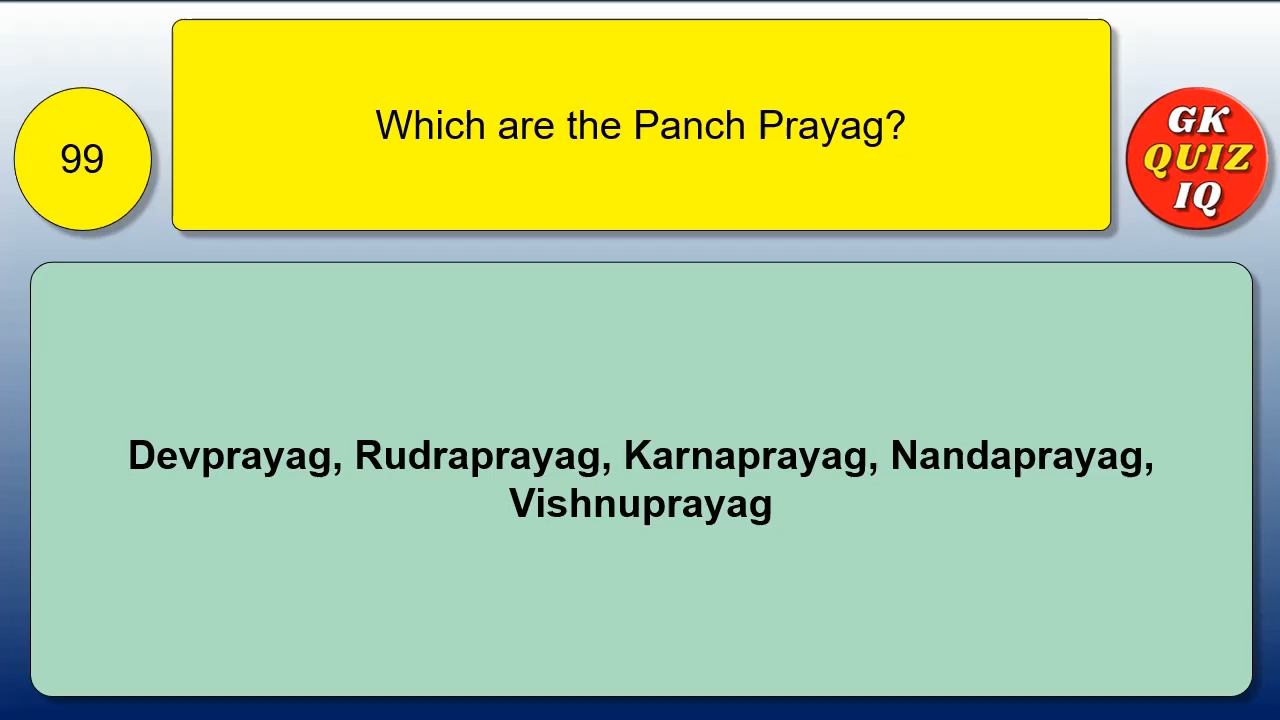 Which are the Panch Prayag?
99
GK
QUIZ
IQ
Devprayag, Rudraprayag, Karnaprayag, Nandaprayag,
Vishnuprayag